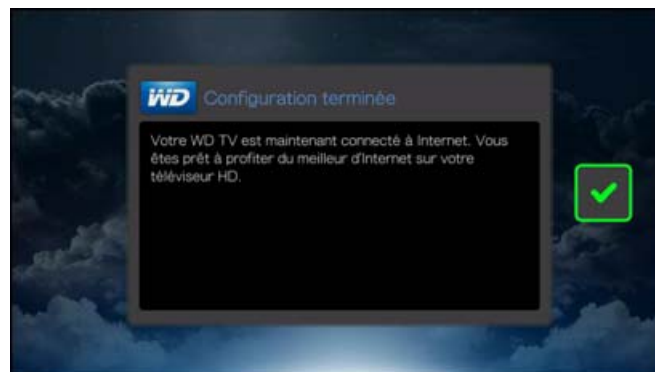 WD Configuration terminée
Votre WD TV est maintenant connecté à Internet. Vous
êtes prêt à profiter du meilleur d'Internet sur votre
téléviseur HD.